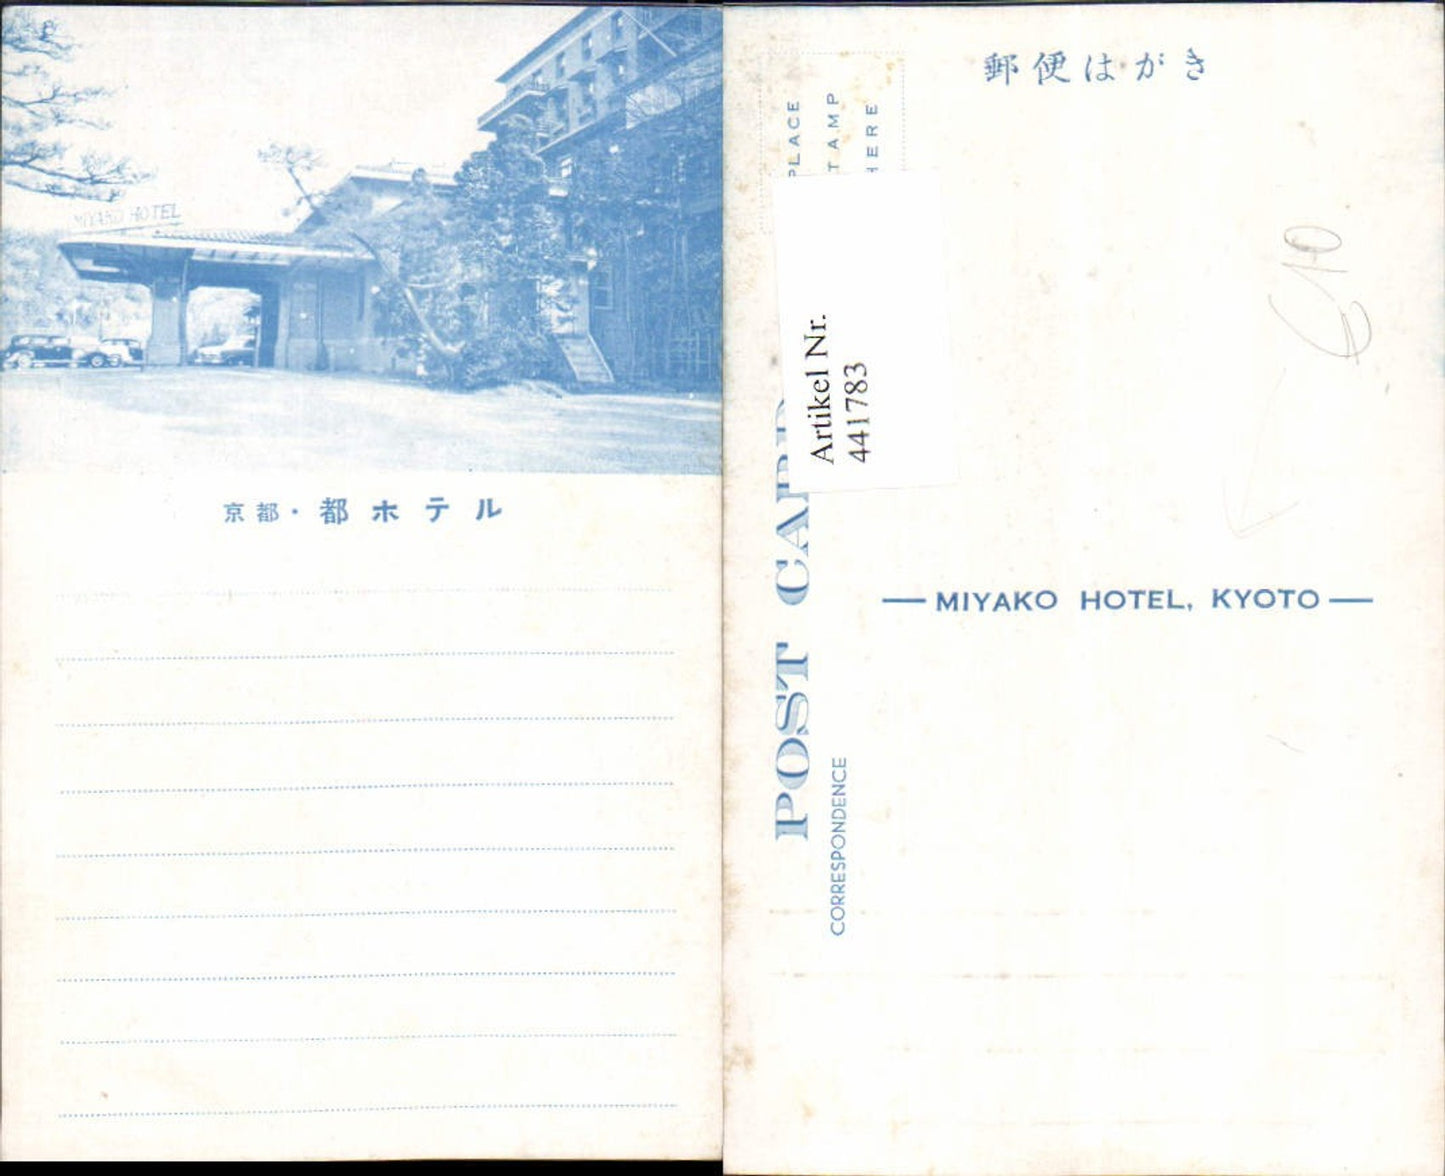 MIYAKO HOTEL
京都・都ホテル
郵便はがき
PLACE
STAMP
HERE
Artikel Nr.
441783
POST CARD
CORRESPONDENCE
MIYAKO HOTEL, KYOTO